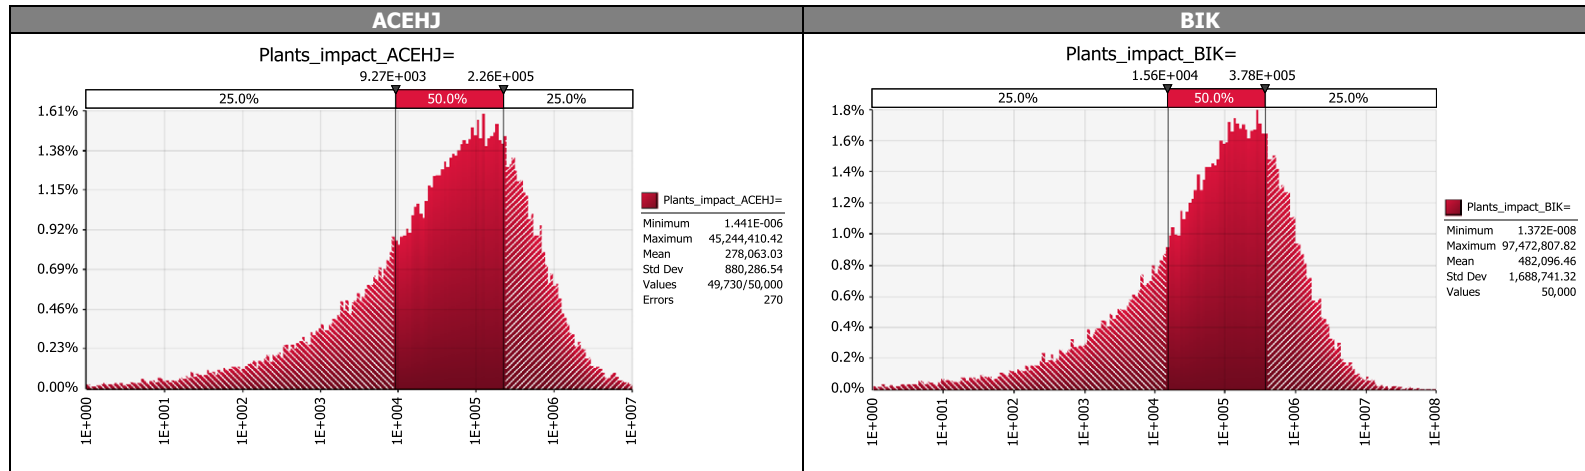 ACEHJ
Plants_impact_ACEHJ=
9.27E+003 2.26E+005
25.0% 50.0% 25.0%
1.61%
1.38%
1.15%
0.92%
0.69%
0.46%
0.23%
0.00%
1E+000 1E+001 1E+002 1E+003 1E+004 1E+005 1E+006 1E+007
Plants_impact_ACEHJ=
Minimum 1.441E-006
Maximum 45,244,410.42
Mean 278,063.03
Std Dev 880,286.54
Values 49,730/50,000
Errors 270
BIK
Plants_impact_BIK=
1.56E+004 3.78E+005
25.0% 50.0% 25.0%
1.8%
1.6%
1.4%
1.2%
1.0%
0.8%
0.6%
0.4%
0.2%
0.0%
1E+000 1E+001 1E+002 1E+003 1E+004 1E+005 1E+006 1E+007 1E+008
Plants_impact_BIK=
Minimum 1.372E-008
Maximum 97,472,807.82
Mean 482,096.46
Std Dev 1,688,741.32
Values 50,000